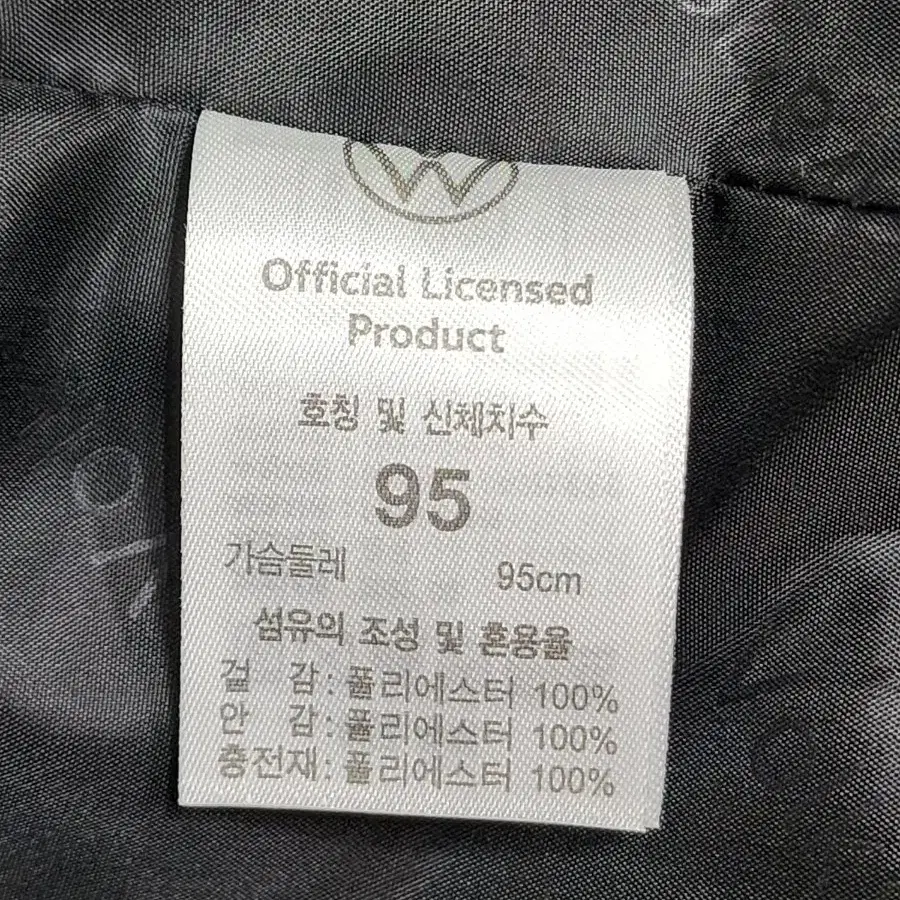 Official Licensed
Product
호칭 및 신체치수
95
가슴둘레 95cm
섬유의 조성 및 혼용율
겉 감: 폴리에스터 100%
안 감: 폴리에스터 100%
충전재: 폴리에스터 100%